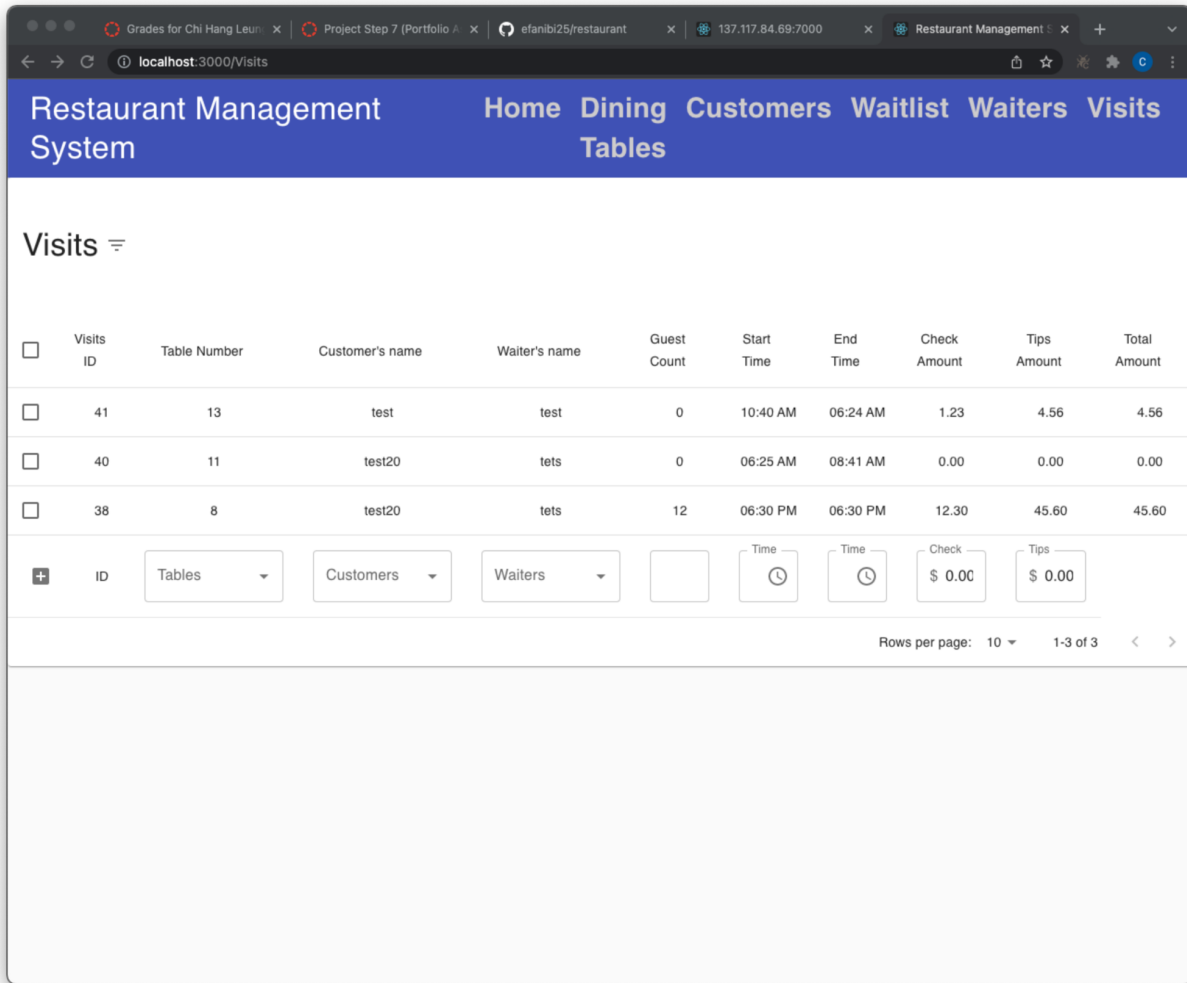 Grades for Chi Hang Leun
Project Step 7 (Portfolio A
efanibi25/restaurant
137.117.84.69:7000
Restaurant Management S
localhost:3000/Visits
C
Restaurant Management
System
Home Dining Customers Waitlist Waiters Visits
Tables
Visits
Visits ID Table Number Customer's name Waiter's name Guest Count Start Time End Time Check Amount Tips Amount Total Amount
41 13 test test 0 10:40 AM 06:24 AM 1.23 4.56 4.56
40 11 test20 tets 0 06:25 AM 08:41 AM 0.00 0.00 0.00
38 8 test20 tets 12 06:30 PM 06:30 PM 12.30 45.60 45.60
Time Time Check Tips
ID Tables Customers Waiters $ 0.00 $ 0.00
Rows per page: 10 1-3 of 3